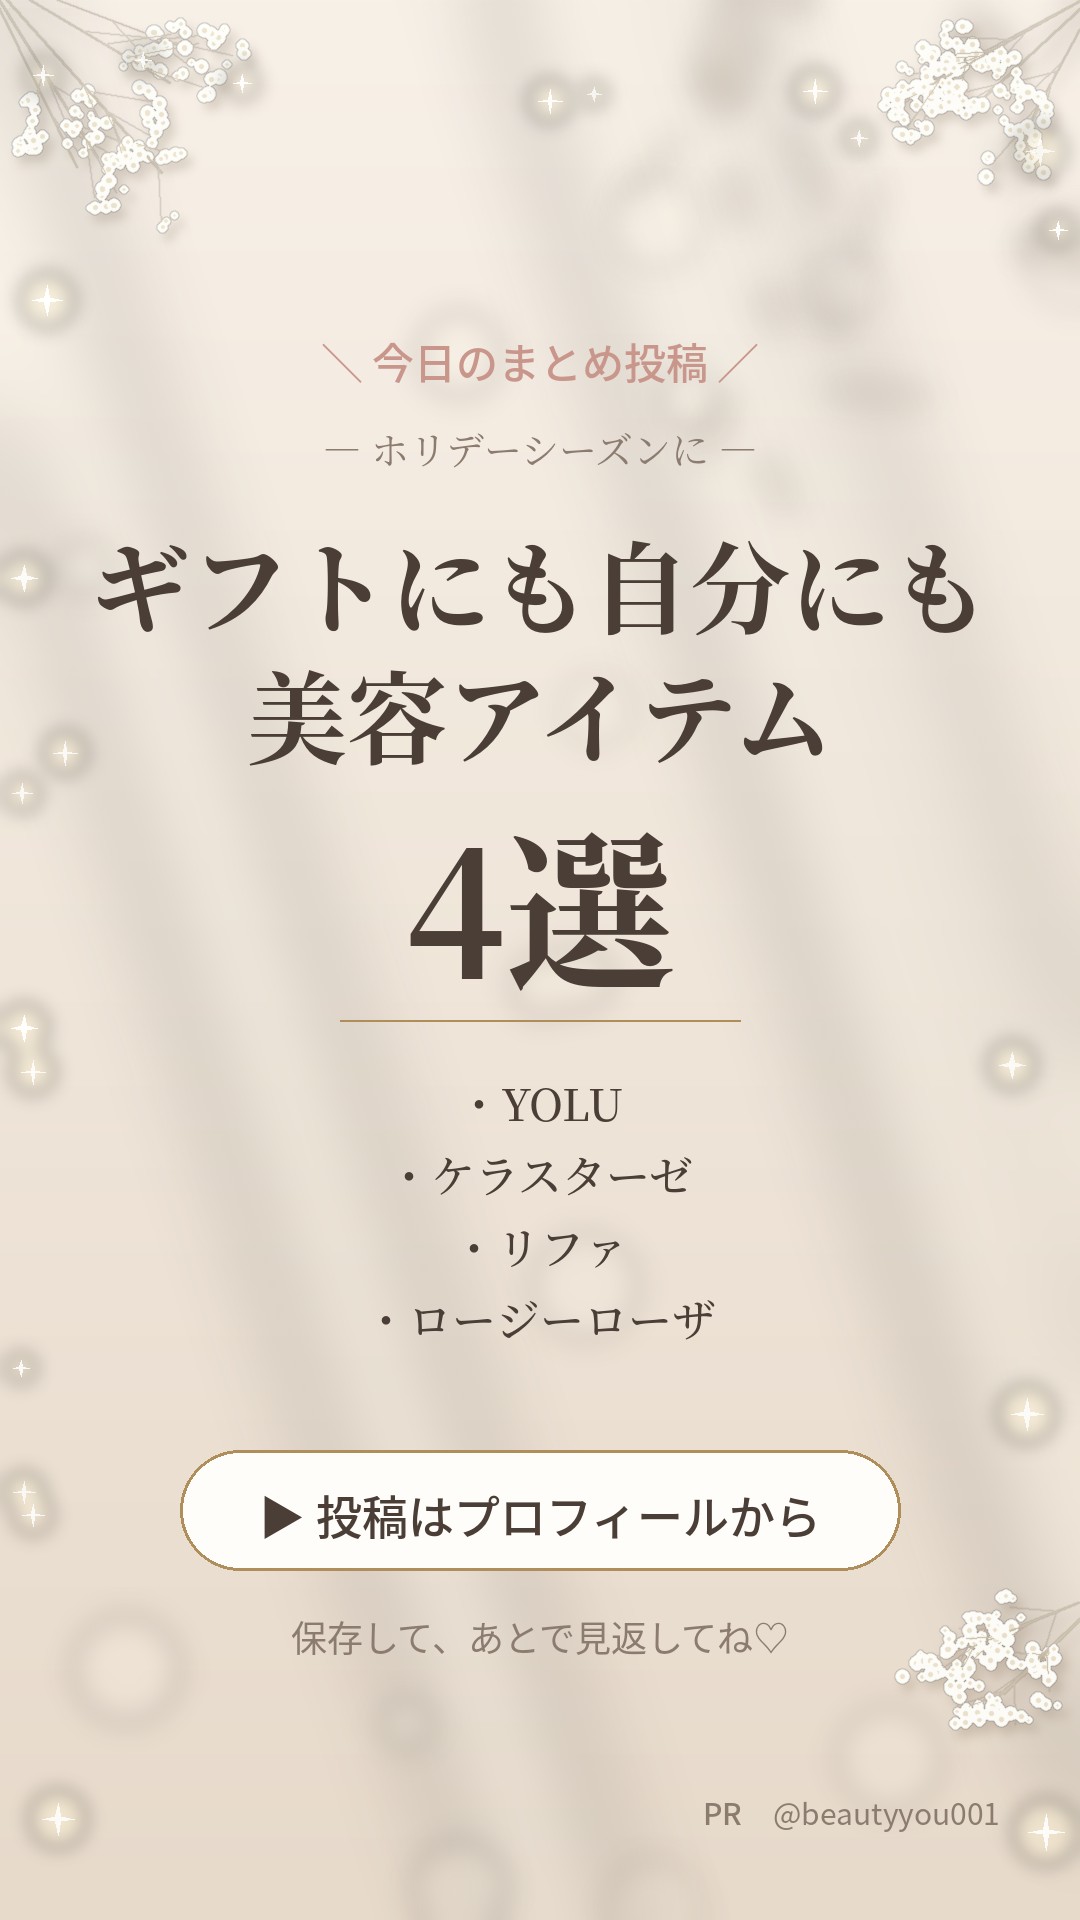 ＼ 今日のまとめ投稿 ／
― ホリデーシーズンに ―
ギフトにも自分にも
美容アイテム
4選
・YOLU
・ケラスターゼ
・リファ
・ロージーローザ
▶ 投稿はプロフィールから
保存して、あとで見返してね♡
PR @beautyyou001